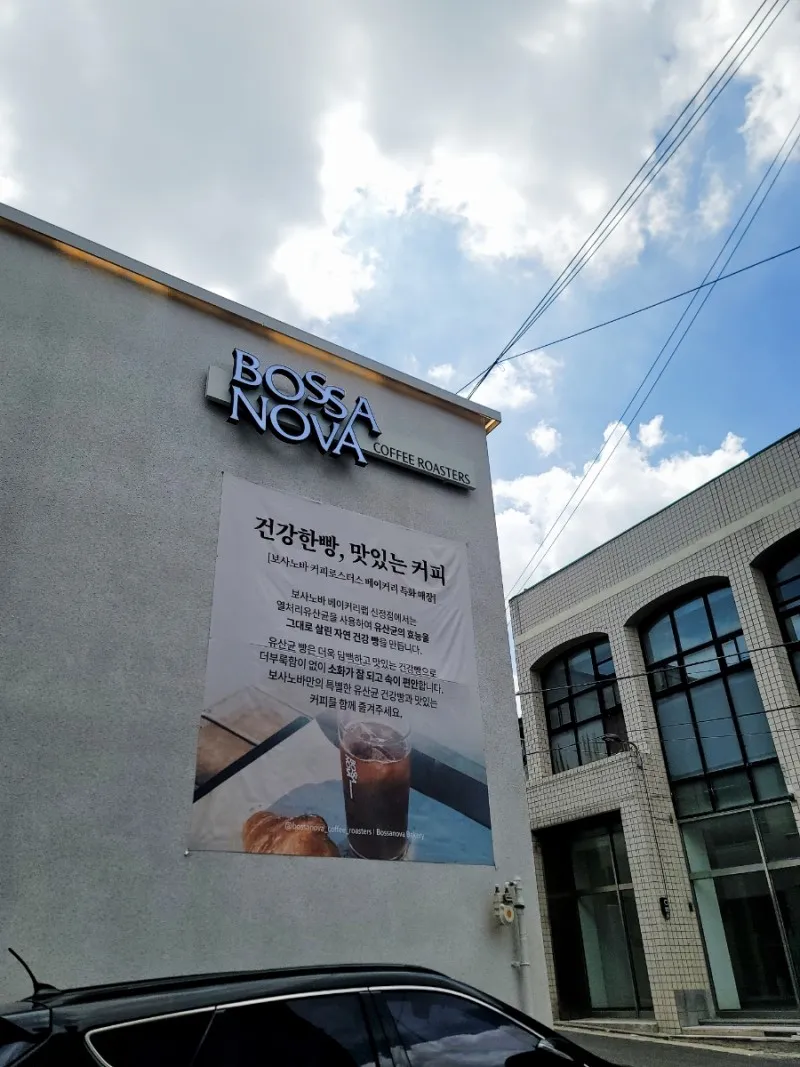 BOSSA
NOVA
COFFEE ROASTERS
건강한빵, 맛있는 커피
[보사노바 커피로스터스 베이커리 특화 매장]
보사노바 베이커리랩 신정점에서는
열처리유산균을 사용하여 유산균의 효능을
그대로 살린 자연 건강 빵을 만듭니다.
유산균 빵은 더욱 담백하고 맛있는 건강빵으로
더부룩함이 없이 소화가 잘 되고 속이 편안합니다.
보사노바만의 특별한 유산균 건강빵과 맛있는
커피를 함께 즐겨주세요.
@bossanova_coffee_roasters | Bossanova Bakery